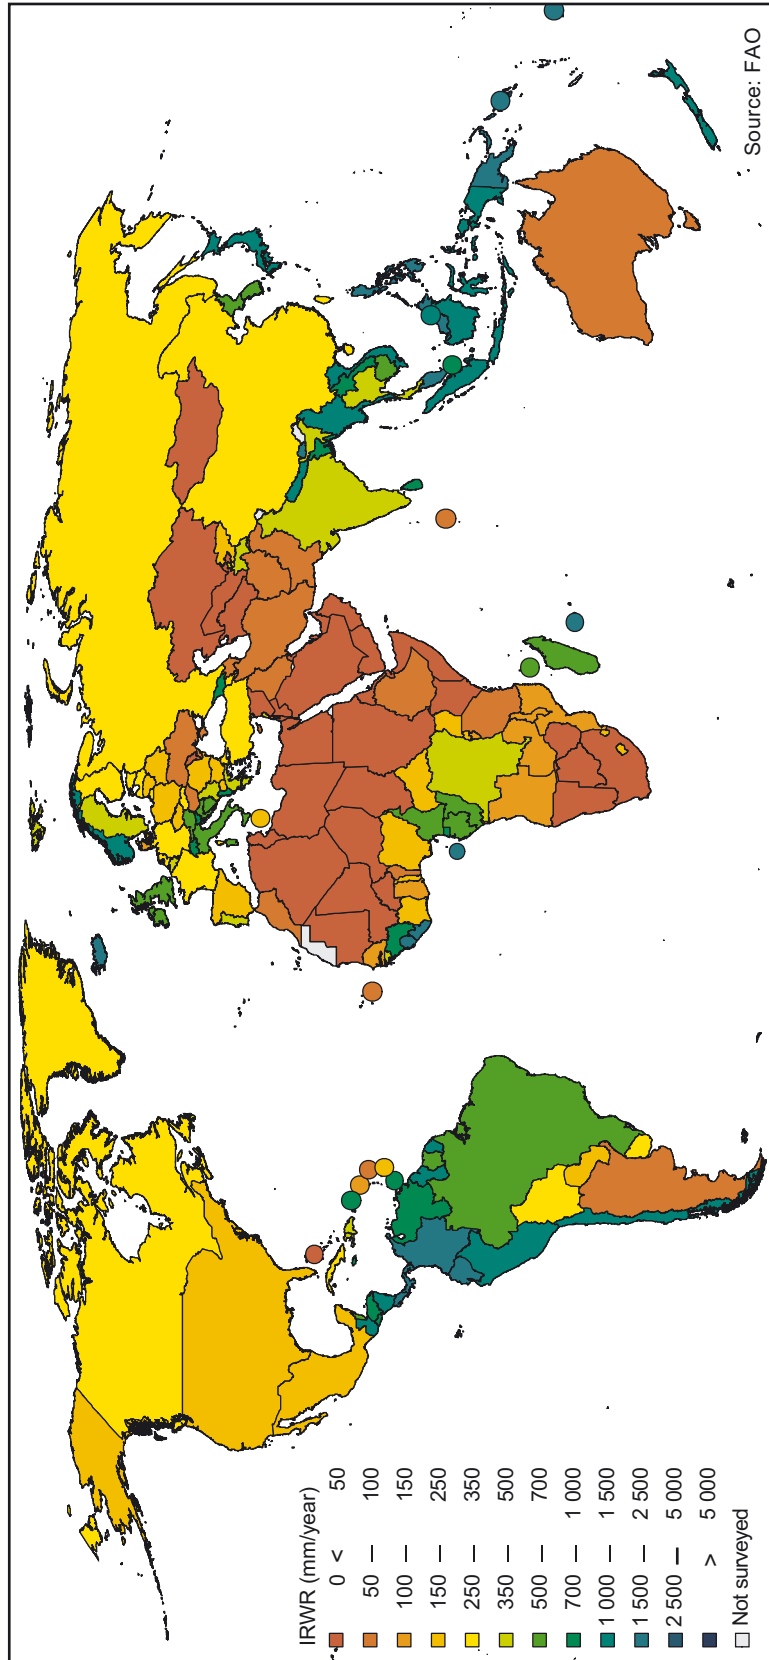 IRWR (mm/year)
0 < 50
50 — 100
100 — 150
150 — 250
250 — 350
350 — 500
500 — 700
700 — 1 000
1 000 — 1 500
1 500 — 2 500
2 500 — 5 000
> 5 000
Not surveyed
Source: FAO